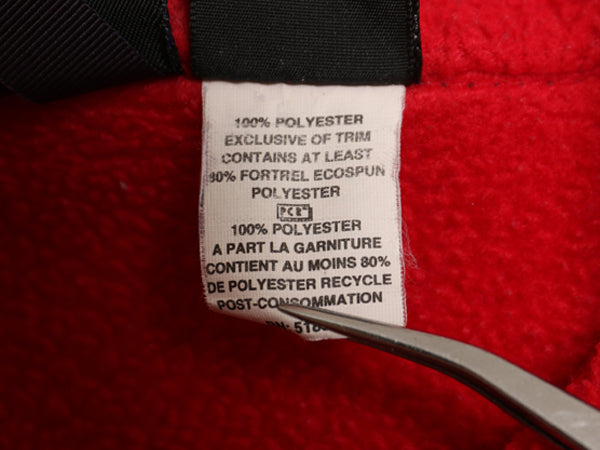 100% POLYESTER
EXCLUSIVE OF TRIM
CONTAINS AT LEAST
80% FORTREL ECOSPUN
POLYESTER
PCR
100% POLYESTER
A PART LA GARNITURE
CONTIENT AU MOINS 80%
DE POLYESTER RECYCLE
POST-CONSOMMATION